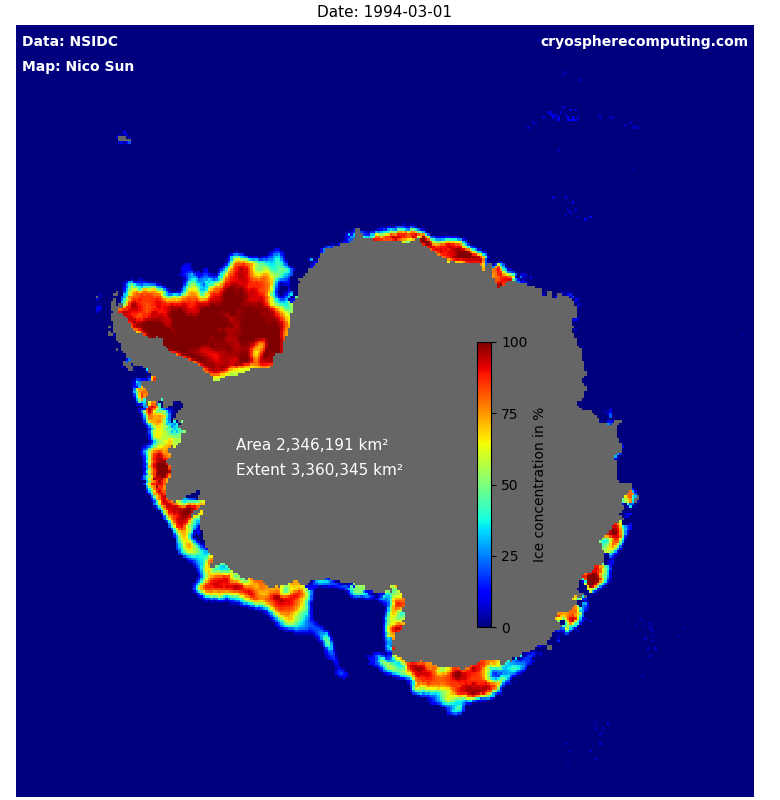 Date: 1994-03-01
Data: NSIDC
cryospherecomputing.com
Map: Nico Sun
Area 2,346,191 km²
Extent 3,360,345 km²
100
75
50
25
0
Ice concentration in %